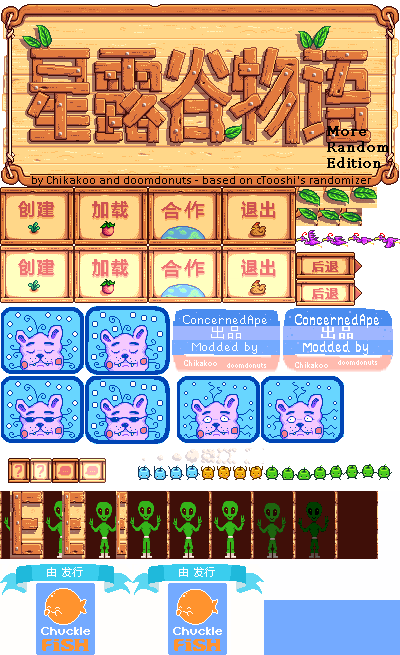 星露谷物语
More
Random
Edition
by Chikakoo and doomdonuts - based on cTooshi's randomizer
创建 加载 合作 退出
创建 加载 合作 退出
后退
后退
ConcernedApe
出品
Modded by
Chikakoo doomdonuts
ConcernedApe
出品
Modded by
Chikakoo doomdonuts
? ?
由 发行
Chuckle
FISH
由 发行
Chuckle
FISH